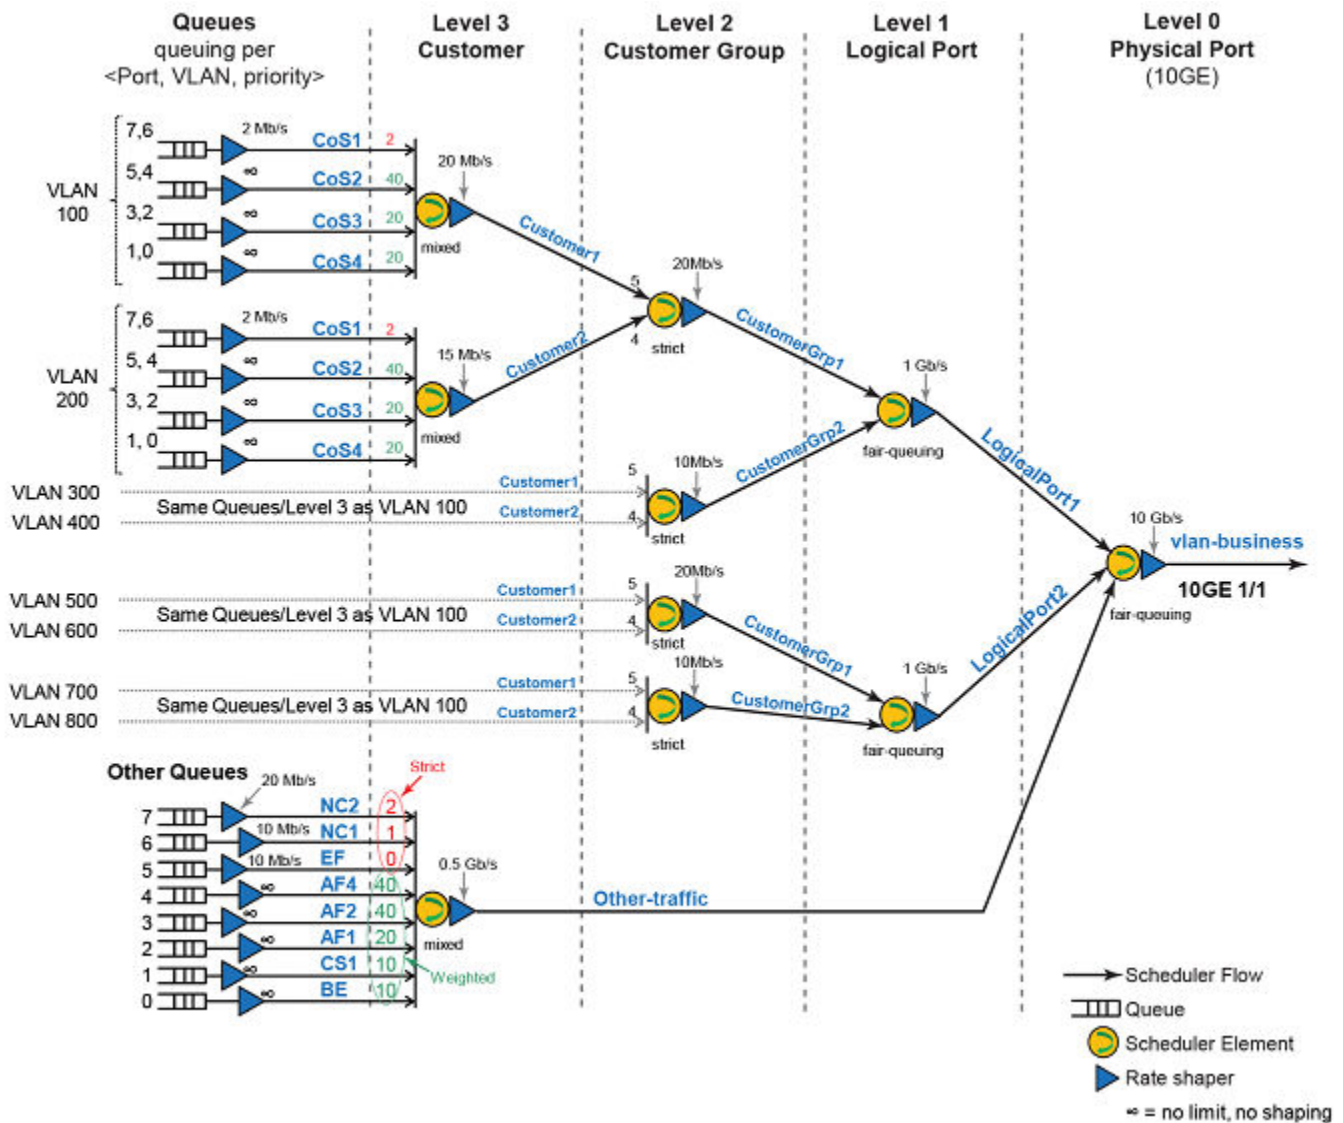 Queues
queuing per
<Port, VLAN, priority>
Level 3
Customer
Level 2
Customer Group
Level 1
Logical Port
Level 0
Physical Port
(10GE)
VLAN
100
7,6
2 Mb/s
CoS1
2
5,4
∞
CoS2
40
3,2
∞
CoS3
20
1,0
∞
CoS4
20
20 Mb/s
mixed
Customer1
VLAN
200
7,6
2 Mb/s
CoS1
2
5, 4
∞
CoS2
40
3, 2
∞
CoS3
20
1, 0
∞
CoS4
20
15 Mb/s
mixed
Customer2
5
4
20Mb/s
strict
CustomerGrp1
VLAN 300
Customer1
Same Queues/Level 3 as VLAN 100
VLAN 400
Customer2
5
4
10Mb/s
strict
CustomerGrp2
1 Gb/s
fair-queuing
LogicalPort1
VLAN 500
Customer1
Same Queues/Level 3 as VLAN 100
VLAN 600
Customer2
5
4
20Mb/s
strict
CustomerGrp1
VLAN 700
Customer1
Same Queues/Level 3 as VLAN 100
VLAN 800
Customer2
5
4
10Mb/s
strict
CustomerGrp2
1 Gb/s
fair-queuing
LogicalPort2
10 Gb/s
vlan-business
10GE 1/1
fair-queuing
Other Queues
Strict
7
20 Mb/s
NC2
2
6
10 Mb/s
NC1
1
5
10 Mb/s
EF
0
4
∞
AF4
40
3
∞
AF2
40
2
∞
AF1
20
1
∞
CS1
10
0
∞
BE
10
Weighted
0.5 Gb/s
mixed
Other-traffic
Scheduler Flow
Queue
Scheduler Element
Rate shaper
∞ = no limit, no shaping